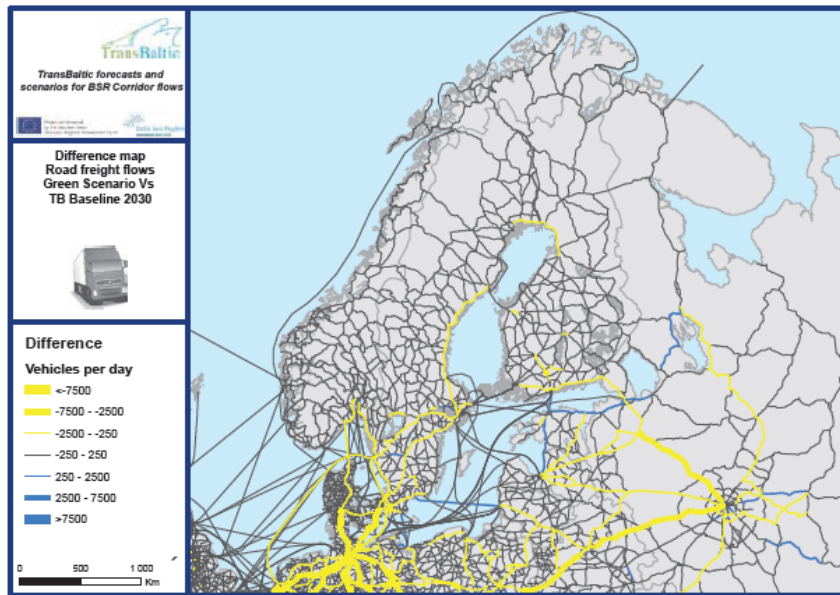 TransBaltic
TransBaltic forecasts and
scenarios for BSR Corridor flows
Difference map
Road freight flows
Green Scenario Vs
TB Baseline 2030
Difference
Vehicles per day
<-7500
-7500 - -2500
-2500 - -250
-250 - 250
250 - 2500
2500 - 7500
>7500
0 500 1 000
Km